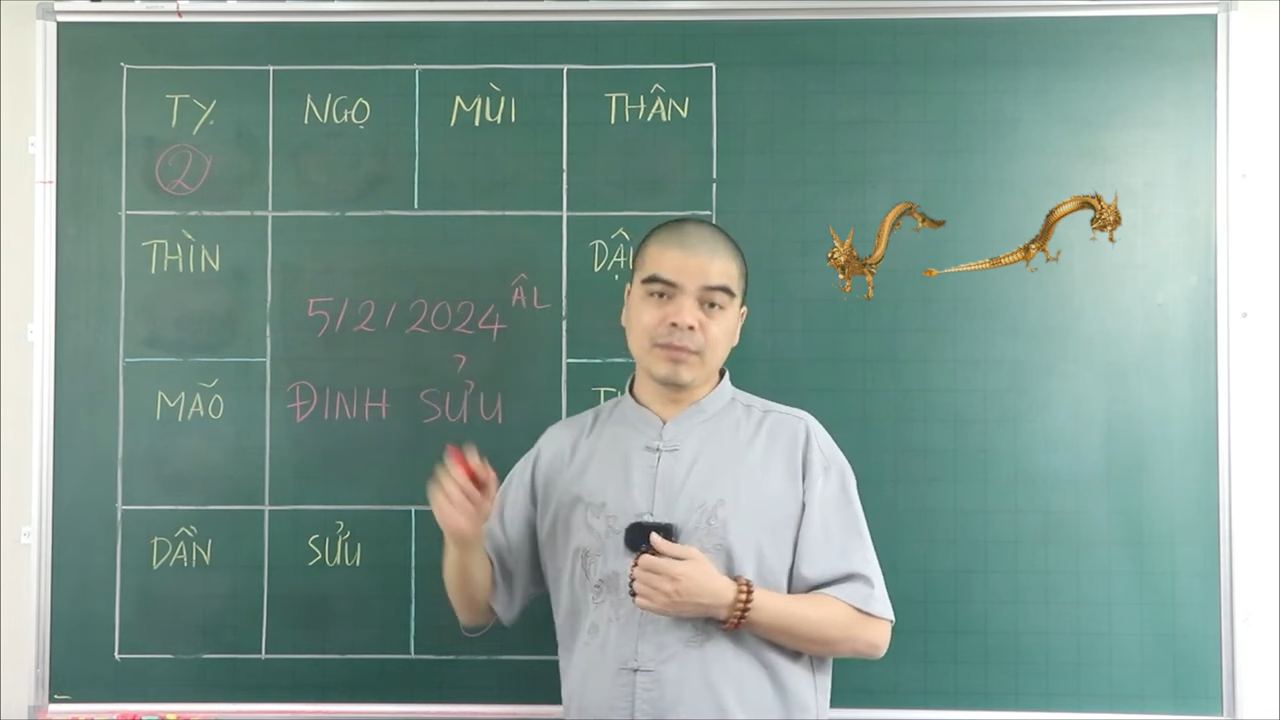 TỴ NGỌ MÙI THÂN
②
THÌN
5/2/2024 ÂL
MÃO ĐINH SỬU
DẦN SỬU